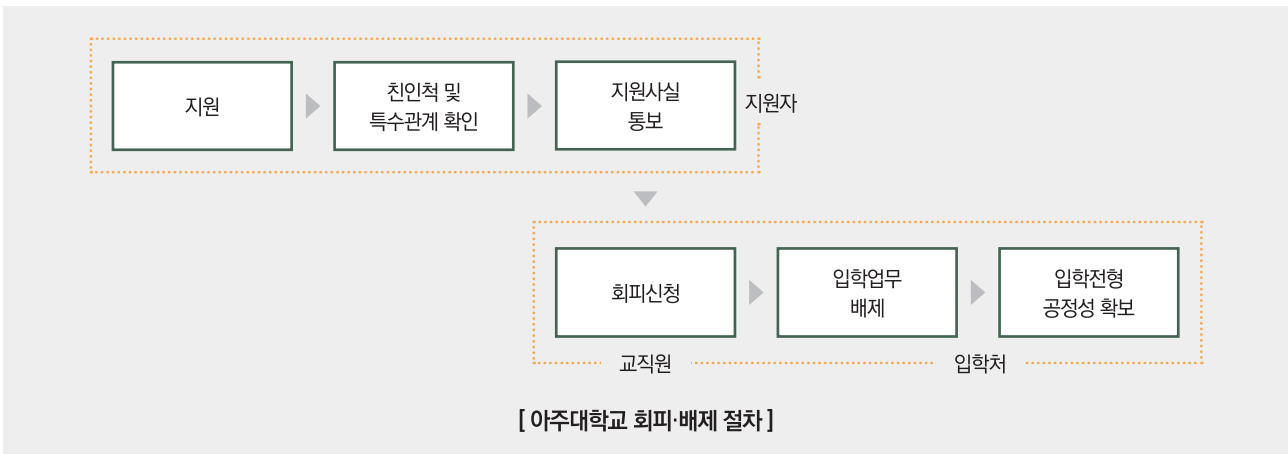 지원
친인척 및
특수관계 확인
지원사실
통보
지원자
회피신청
입학업무
배제
입학전형
공정성 확보
교직원
입학처
[ 아주대학교 회피·배제 절차 ]